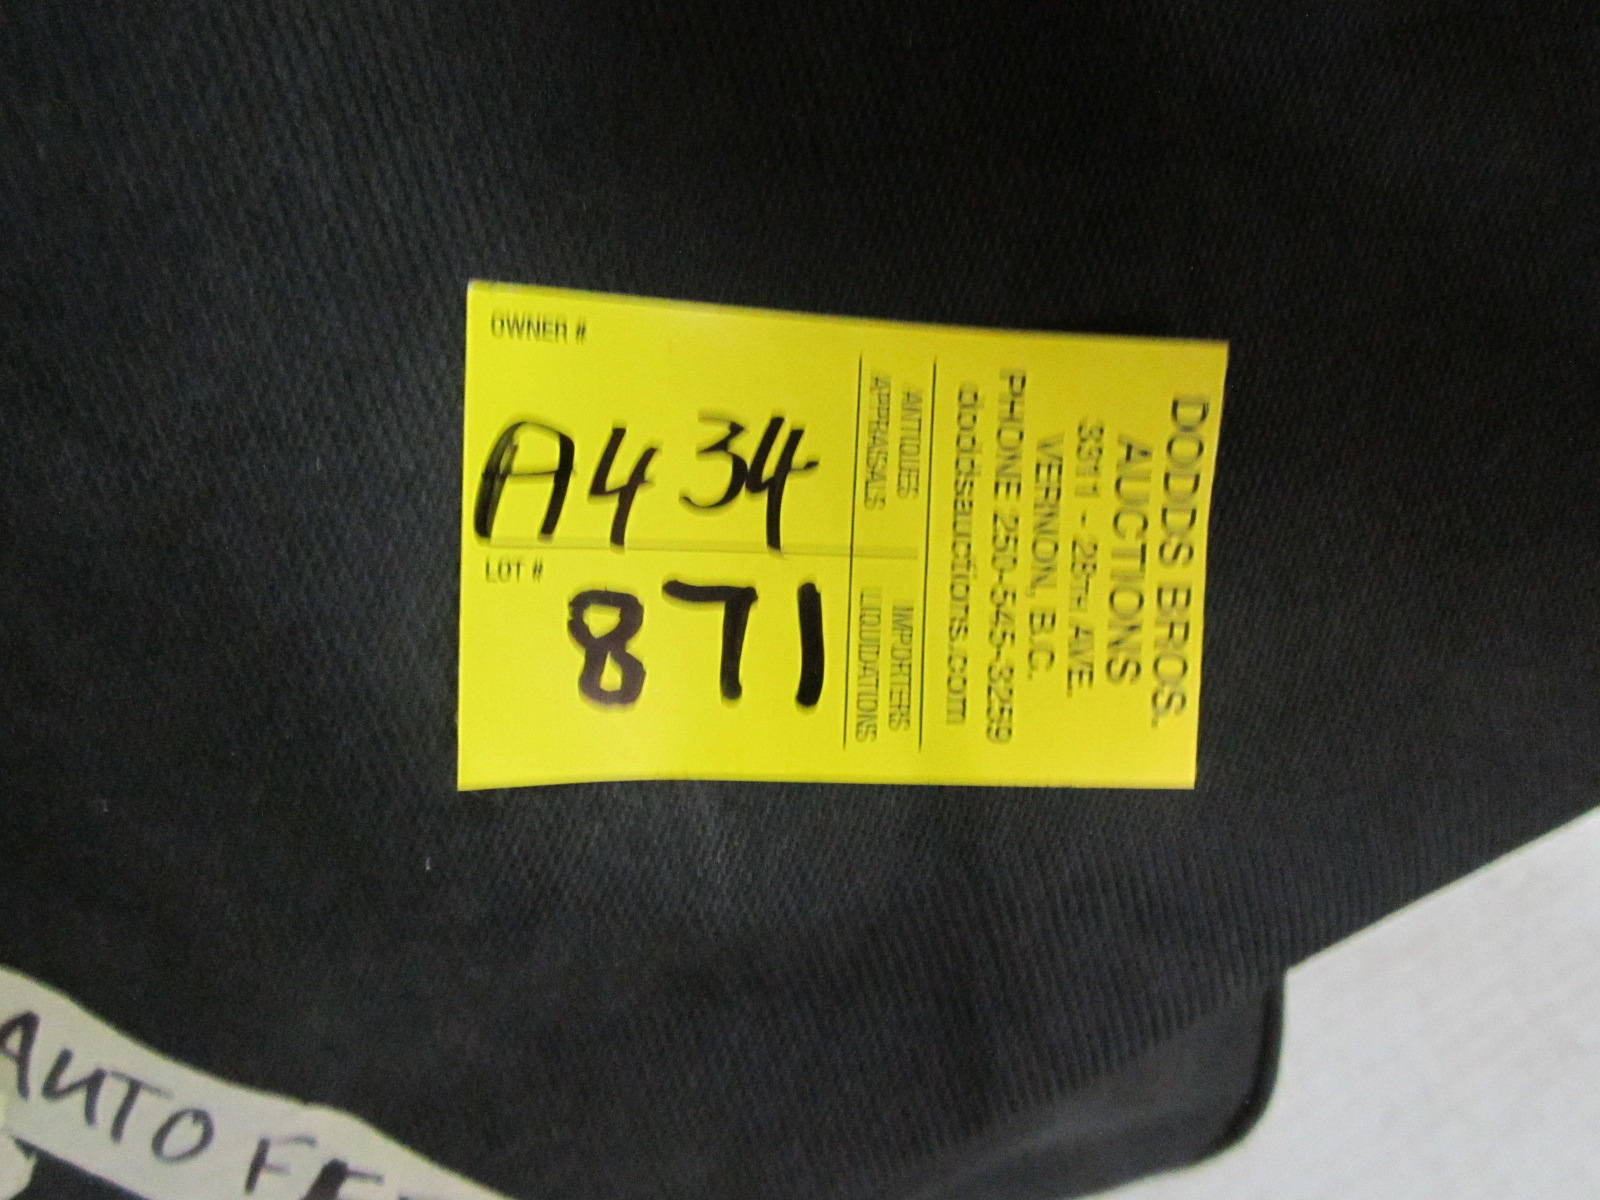 DODDS BROS.
AUCTIONS
3311 - 28TH AVE.
VERNON, B.C.
PHONE 250-545-3259
doddsauctions.com
ANTIQUES IMPORTERS
APPRAISALS LIQUIDATIONS
OWNER #
A434
LOT #
871
AUTO